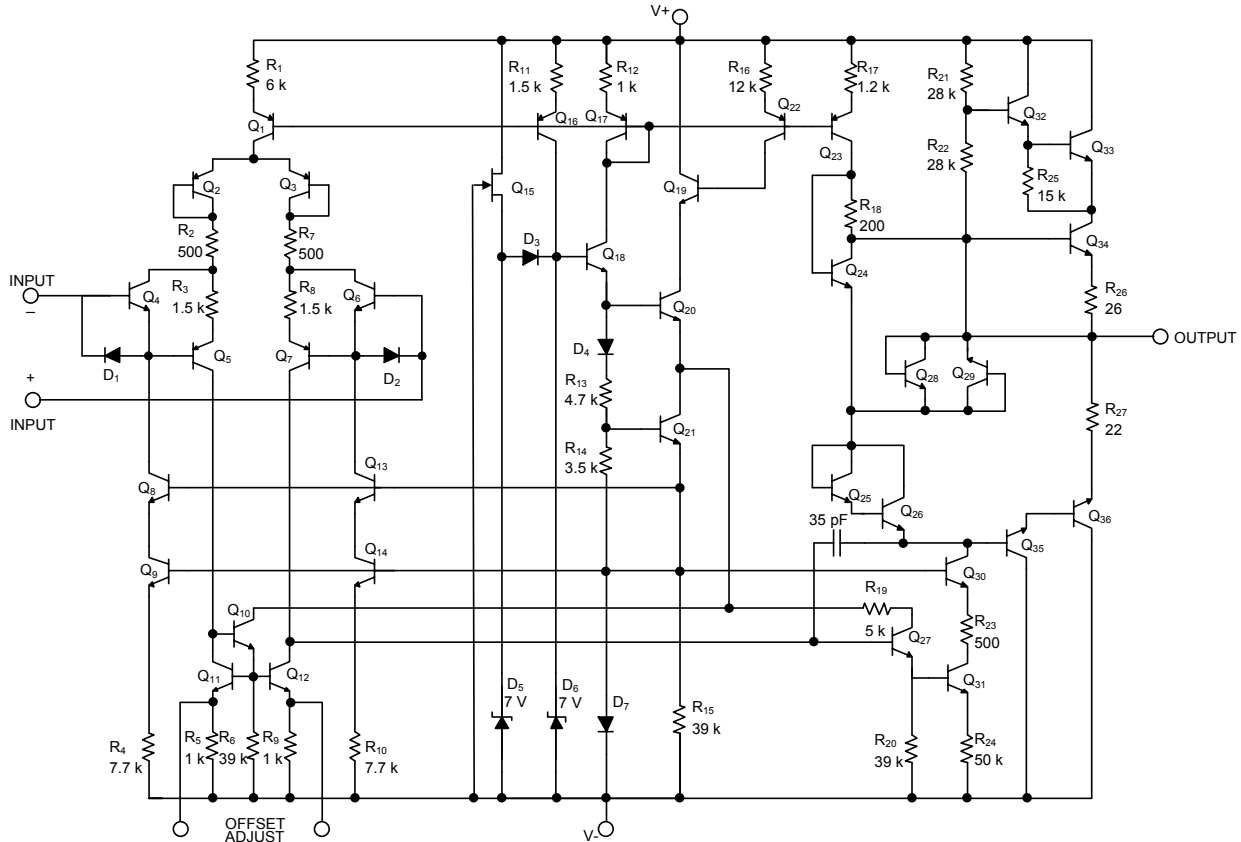 V+
R1
6 k
R11
1.5 k
R12
1 k
R16
12 k
R17
1.2 k
R21
28 k
Q1
Q16
Q17
Q22
Q23
Q32
Q33
R22
28 k
R25
15 k
Q2
Q3
Q15
Q19
R18
200
R2
500
R7
500
D3
Q18
Q24
Q34
INPUT
–
Q4
R3
1.5 k
R8
1.5 k
Q6
R26
26
Q20
D1
Q5
Q7
D2
D4
OUTPUT
+
INPUT
R13
4.7 k
Q28
Q29
Q21
R27
22
R14
3.5 k
Q8
Q13
Q25
Q26
35 pF
Q35
Q36
Q9
Q14
Q30
Q10
R19
5 k
Q27
R23
500
Q11
Q12
Q31
D5
7 V
D6
7 V
D7
R15
39 k
R4
7.7 k
R5
1 k
R6
39 k
R9
1 k
R10
7.7 k
R20
39 k
R24
50 k
OFFSET
ADJUST
V-